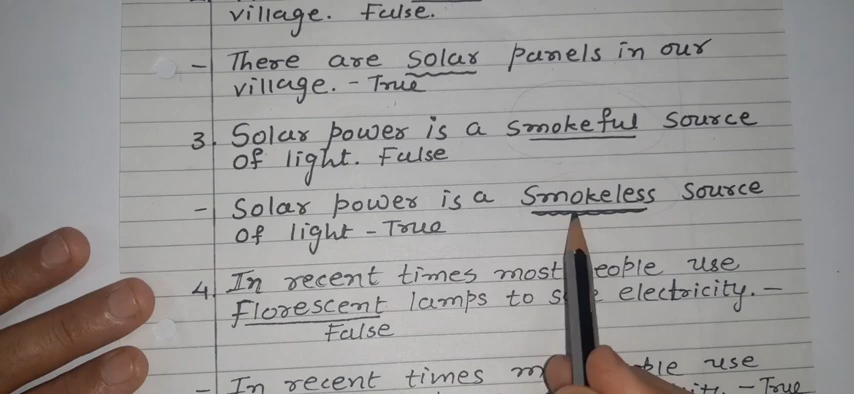 village. False.
- There are solar panels in our
village. - True
3. Solar power is a smokeful source
of light. False
- Solar power is a smokeless source
of light - True
4. In recent times most people use
florescent lamps to electricity. -
False
- In recent times use
- True